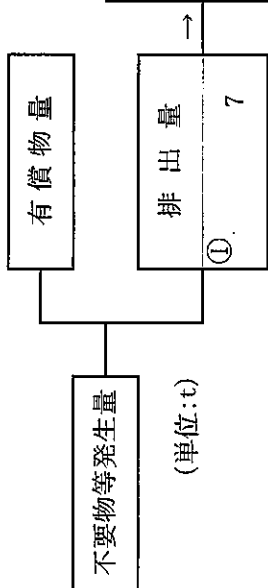 有償物量
不要物等発生量
(単位:t)
排出量
① 7
→